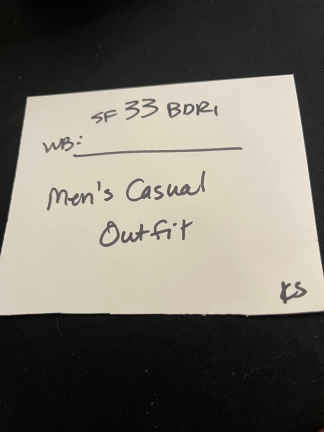 SF 33 BDR1
WB:
Men's Casual
Outfit
KS